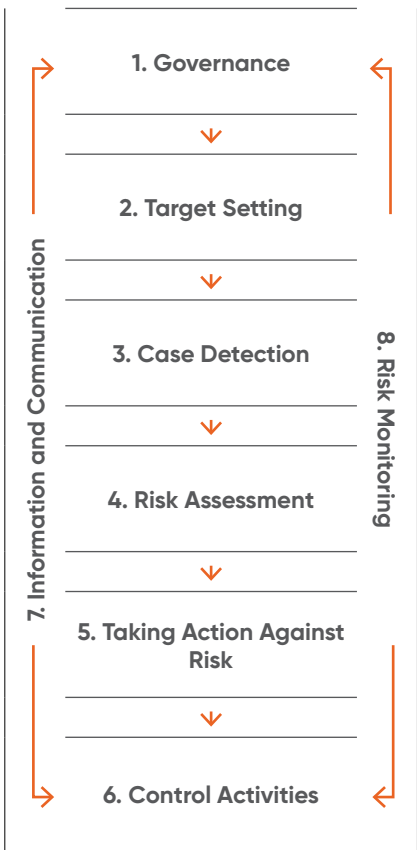 1. Governance
2. Target Setting
3. Case Detection
4. Risk Assessment
5. Taking Action Against
Risk
6. Control Activities
7. Information and Communication
8. Risk Monitoring